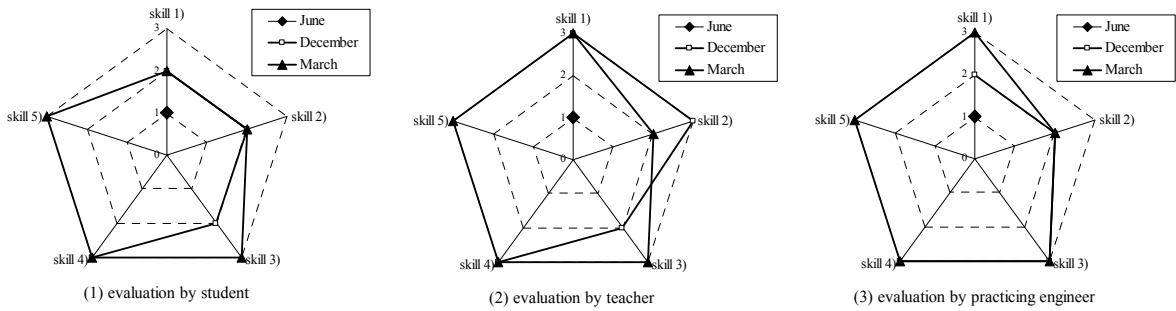 skill 1)
3
2
1
0
skill 2)
skill 3)
skill 4)
skill 5)
June
December
March
(1) evaluation by student
skill 1)
3
2
1
0
skill 2)
skill 3)
skill 4)
skill 5)
June
December
March
(2) evaluation by teacher
skill 1)
3
2
1
0
skill 2)
skill 3)
skill 4)
skill 5)
June
December
March
(3) evaluation by practicing engineer